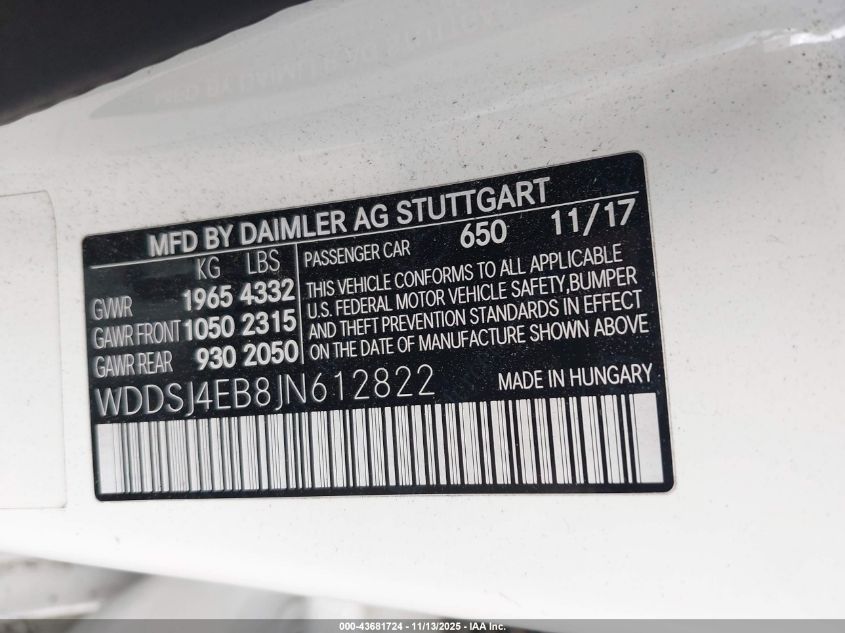 MFD BY DAIMLER AG STUTTGART
KG LBS
GVWR 1965 4332
GAWR FRONT 1050 2315
GAWR REAR 930 2050
PASSENGER CAR 650 11/17
THIS VEHICLE CONFORMS TO ALL APPLICABLE
U.S. FEDERAL MOTOR VEHICLE SAFETY, BUMPER
AND THEFT PREVENTION STANDARDS IN EFFECT
ON THE DATE OF MANUFACTURE SHOWN ABOVE
WDDSJ4EB8JN612822
MADE IN HUNGARY
000-43681724 - 11/13/2025 - IAA Inc.